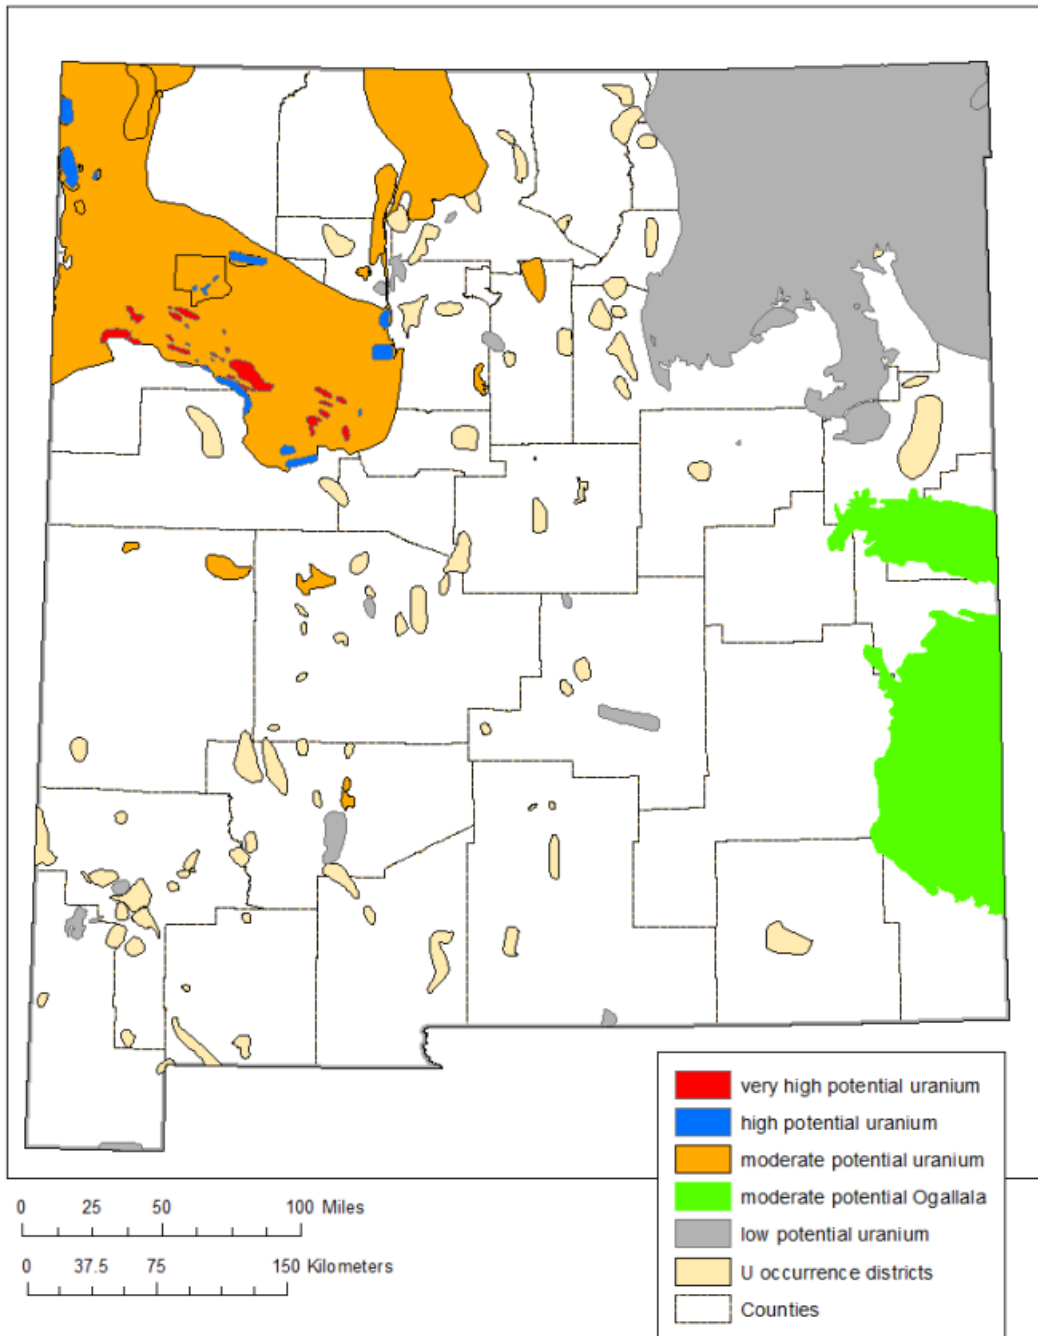 very high potential uranium
high potential uranium
moderate potential uranium
moderate potential Ogallala
low potential uranium
U occurrence districts
Counties
0 25 50 100 Miles
0 37.5 75 150 Kilometers